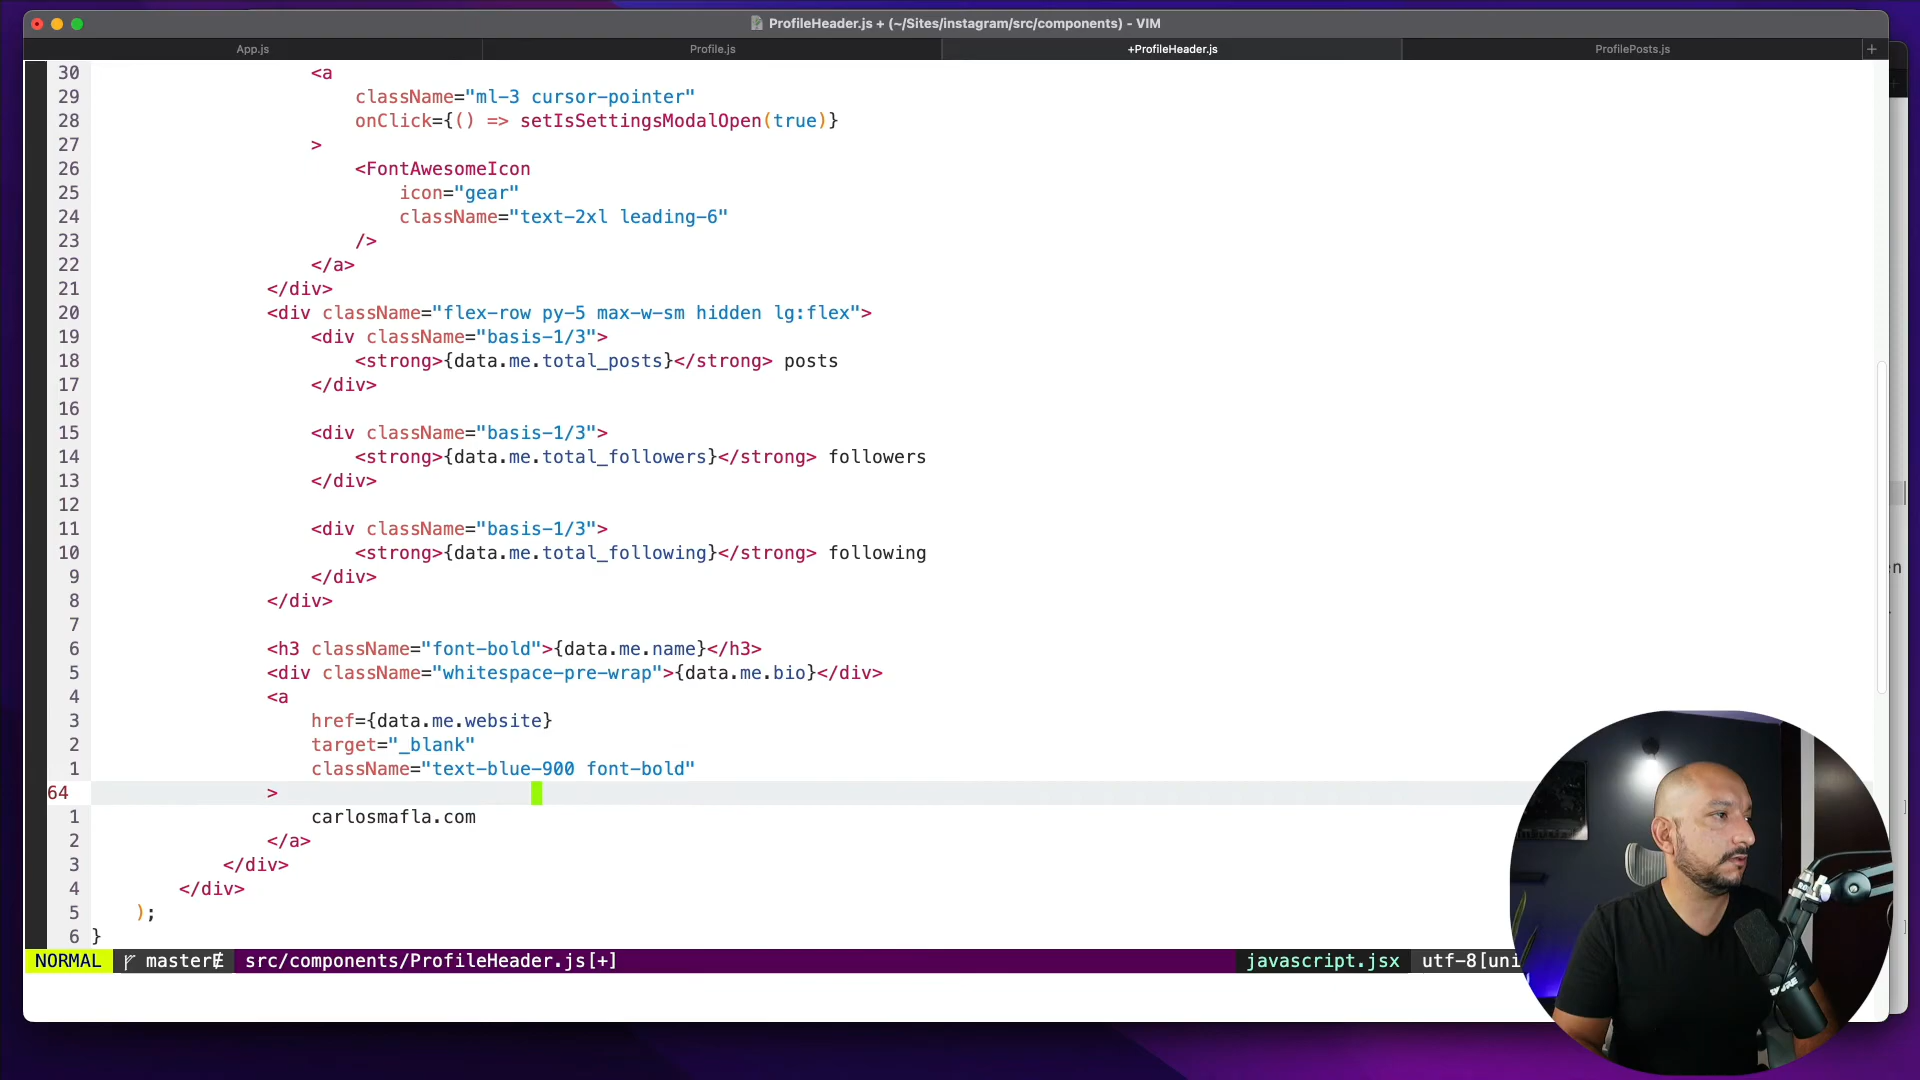 ProfileHeader.js + (~/Sites/instagram/src/components) - VIM
App.js
Profile.js
+ProfileHeader.js
ProfilePosts.js
+
30 <a
29 className="ml-3 cursor-pointer"
28 onClick={() => setIsSettingsModalOpen(true)}
27 >
26 <FontAwesomeIcon
25 icon="gear"
24 className="text-2xl leading-6"
23 />
22 </a>
21 </div>
20 <div className="flex-row py-5 max-w-sm hidden lg:flex">
19 <div className="basis-1/3">
18 <strong>{data.me.total_posts}</strong> posts
17 </div>
16
15 <div className="basis-1/3">
14 <strong>{data.me.total_followers}</strong> followers
13 </div>
12
11 <div className="basis-1/3">
10 <strong>{data.me.total_following}</strong> following
9 </div>
8 </div>
7
6 <h3 className="font-bold">{data.me.name}</h3>
5 <div className="whitespace-pre-wrap">{data.me.bio}</div>
4 <a
3 href={data.me.website}
2 target="_blank"
1 className="text-blue-900 font-bold"
64 >
1 carlosmafla.com
2 </a>
3 </div>
4 </div>
5 );
6 }
NORMAL master src/components/ProfileHeader.js[+] javascript.jsx utf-8[uni
en